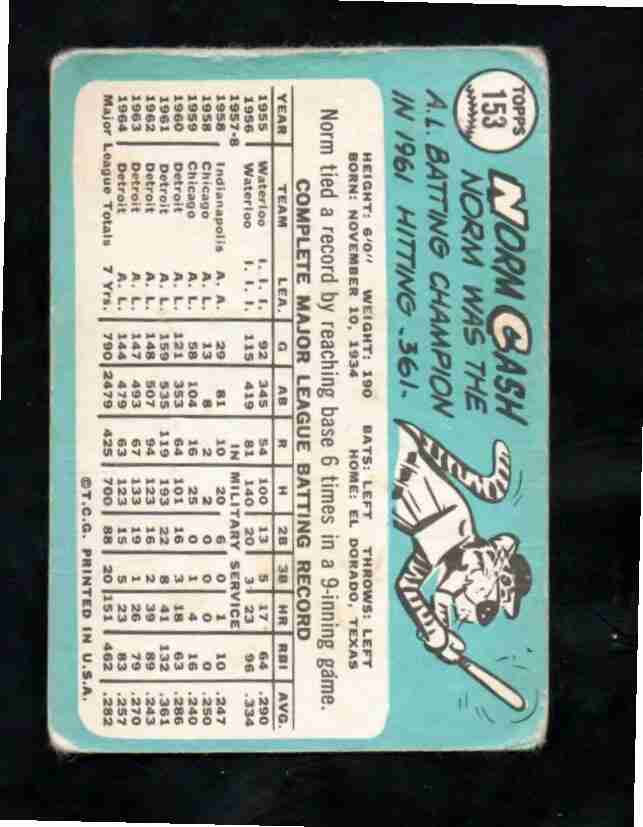 TOPPS
153
NORM CASH
NORM WAS THE
A.L. BATTING CHAMPION
IN 1961 HITTING .361.
HEIGHT: 6'0" WEIGHT: 190 BATS: LEFT THROWS: LEFT
BORN: NOVEMBER 10, 1934 HOME: EL DORADO, TEXAS
Norm tied a record by reaching base 6 times in a 9-inning game.
COMPLETE MAJOR LEAGUE BATTING RECORD
YEAR TEAM LEA. G AB R H 2B 3B HR RBI AVG.
1955 Waterloo I. I. I. 92 345 54 100 13 5 17 64 .290
1956 Waterloo I. I. I. 115 419 81 140 20 3 23 96 .334
1957-8 IN MILITARY SERVICE
1958 Indianapolis A. A. 29 81 10 20 6 0 1 10 .247
1958 Chicago A. L. 13 8 2 2 0 0 0 0 .250
1959 Chicago A. L. 58 104 16 25 0 1 4 16 .240
1960 Detroit A. L. 121 353 64 101 16 3 18 63 .286
1961 Detroit A. L. 159 535 119 193 22 8 41 132 .361
1962 Detroit A. L. 148 507 94 123 16 2 39 89 .243
1963 Detroit A. L. 147 493 67 133 19 1 26 79 .270
1964 Detroit A. L. 144 479 63 123 15 5 23 83 .257
Major League Totals 7 Yrs. 790 2479 425 700 88 20 151 462 .282
©T.C.G. PRINTED IN U.S.A.